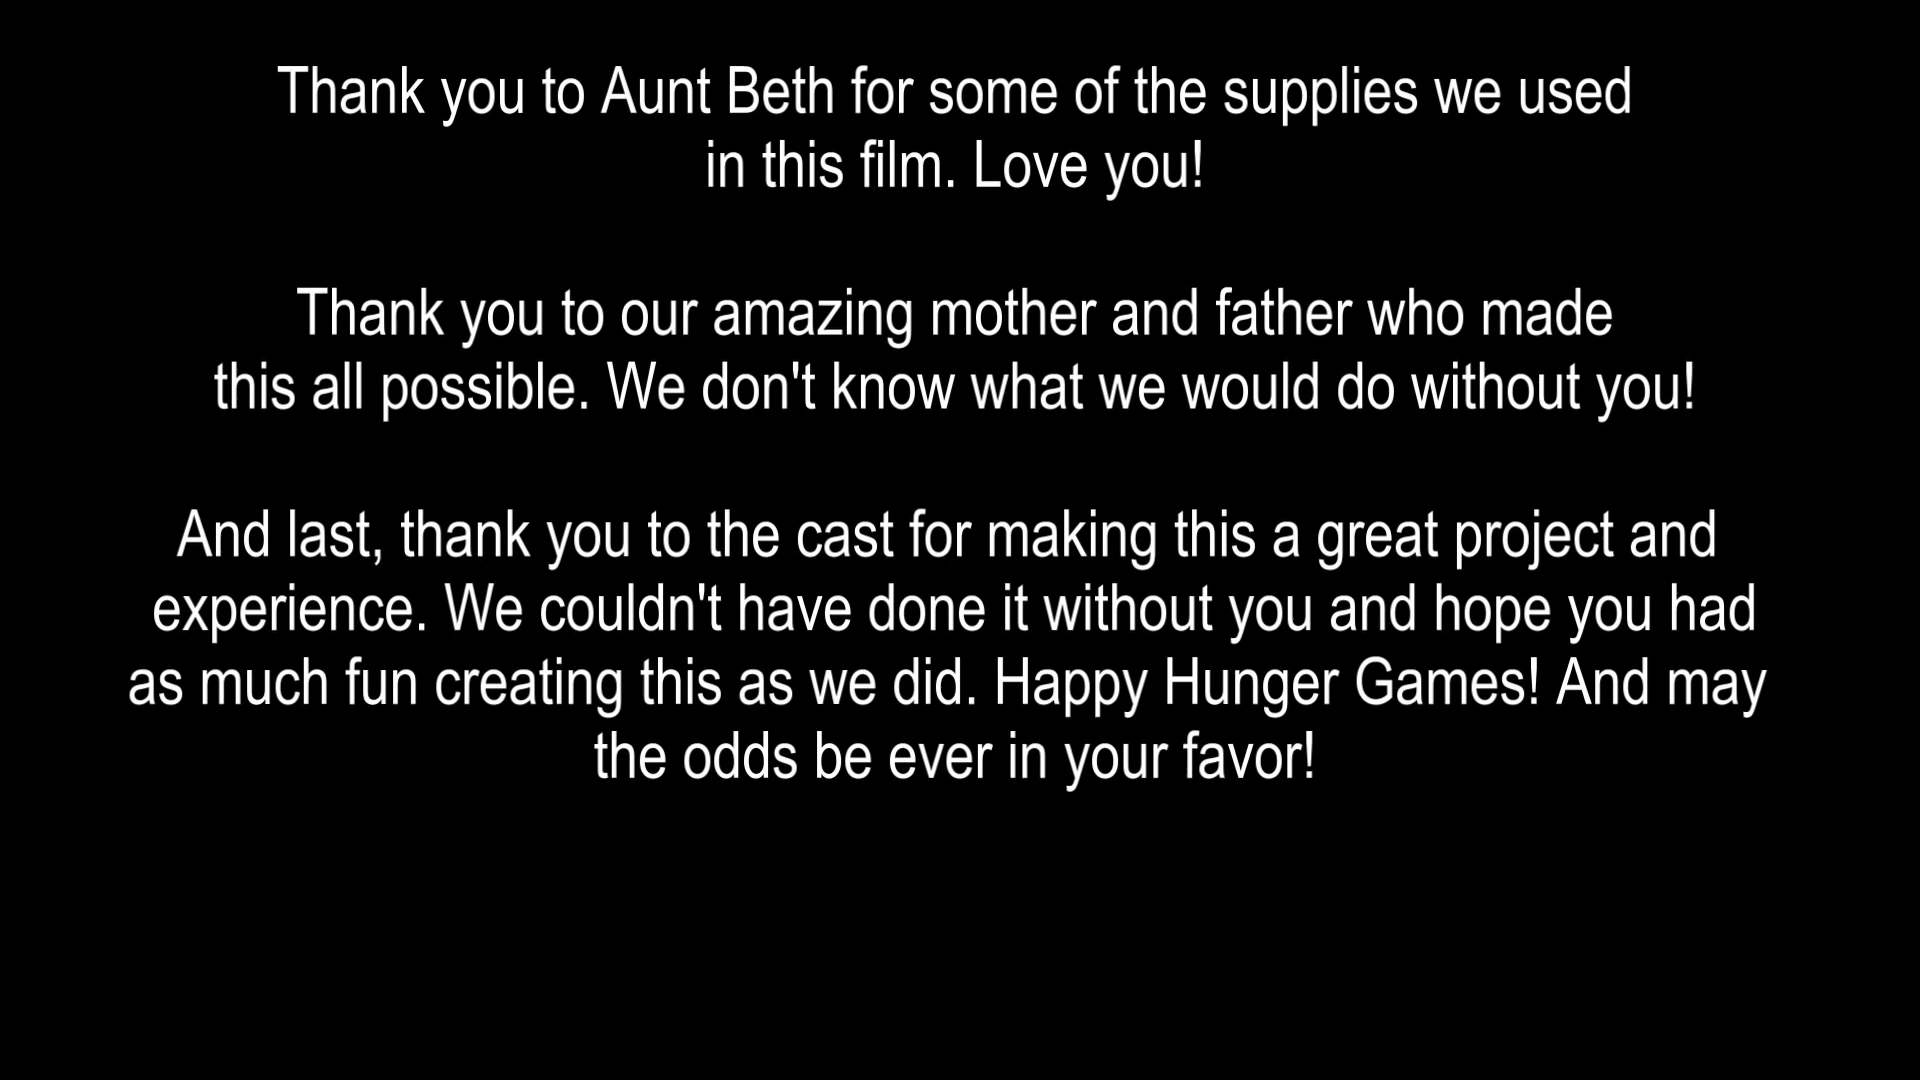 Thank you to Aunt Beth for some of the supplies we used
in this film. Love you!
Thank you to our amazing mother and father who made
this all possible. We don't know what we would do without you!
And last, thank you to the cast for making this a great project and
experience. We couldn't have done it without you and hope you had
as much fun creating this as we did. Happy Hunger Games! And may
the odds be ever in your favor!